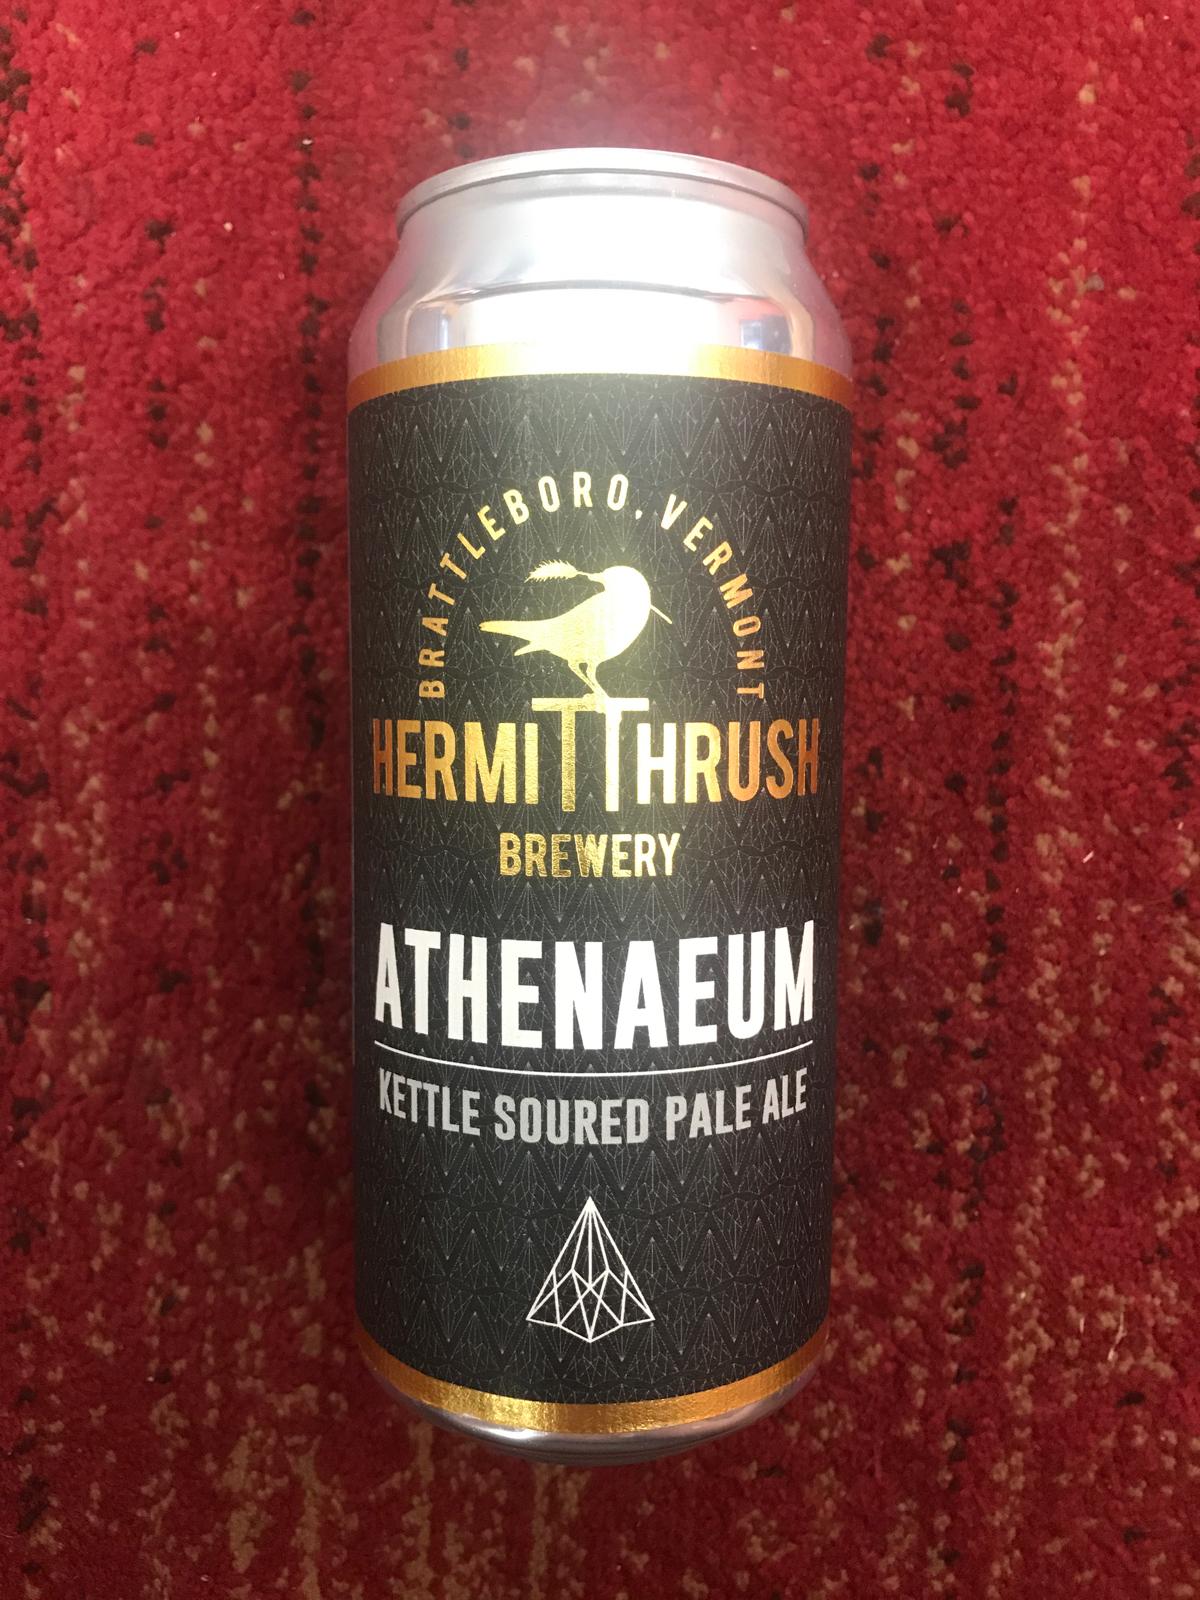 BRATTLEBORO, VERMONT
HERMIT THRUSH
BREWERY
ATHENAEUM
KETTLE SOURED PALE ALE